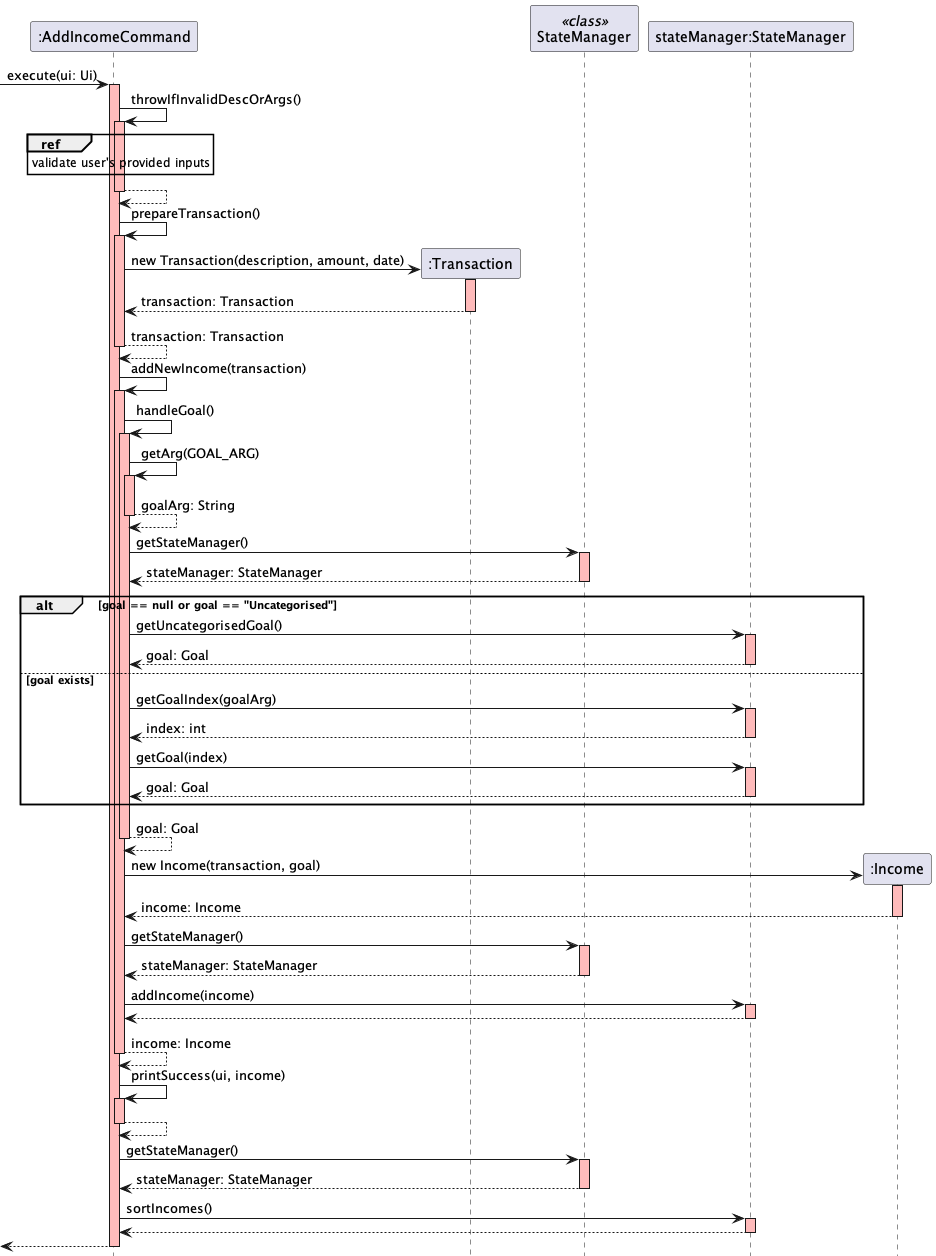 «class»
:AddIncomeCommand
StateManager
stateManager:StateManager
execute(ui: Ui)
throwIfInvalidDescOrArgs()
ref
validate user's provided inputs
prepareTransaction()
new Transaction(description, amount, date)
:Transaction
transaction: Transaction
transaction: Transaction
addNewIncome(transaction)
handleGoal()
getArg(GOAL_ARG)
goalArg: String
getStateManager()
stateManager: StateManager
alt
[goal == null or goal == "Uncategorised"]
getUncategorisedGoal()
goal: Goal
[goal exists]
getGoalIndex(goalArg)
index: int
getGoal(index)
goal: Goal
goal: Goal
new Income(transaction, goal)
:Income
income: Income
getStateManager()
stateManager: StateManager
addIncome(income)
income: Income
printSuccess(ui, income)
getStateManager()
stateManager: StateManager
sortIncomes()